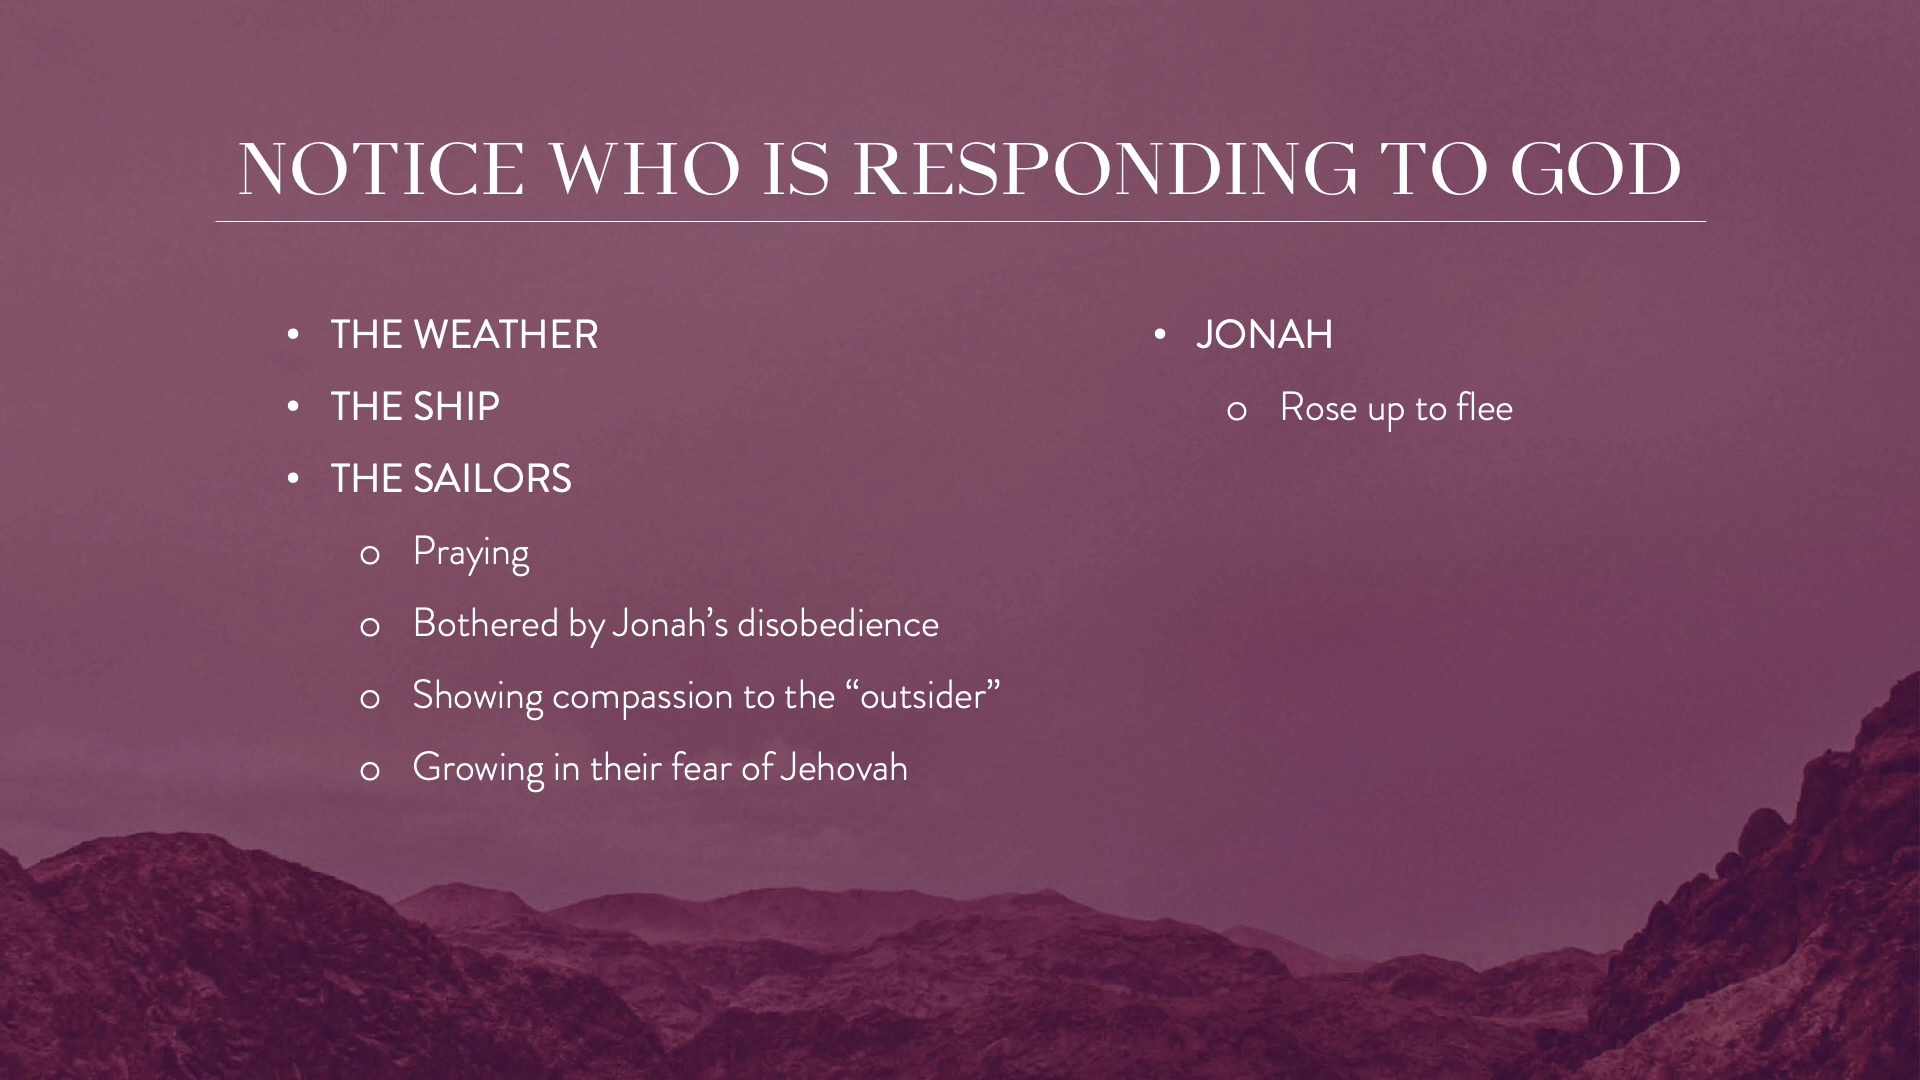 NOTICE WHO IS RESPONDING TO GOD
• THE WEATHER
• THE SHIP
• THE SAILORS
o Praying
o Bothered by Jonah’s disobedience
o Showing compassion to the “outsider”
o Growing in their fear of Jehovah
• JONAH
o Rose up to flee